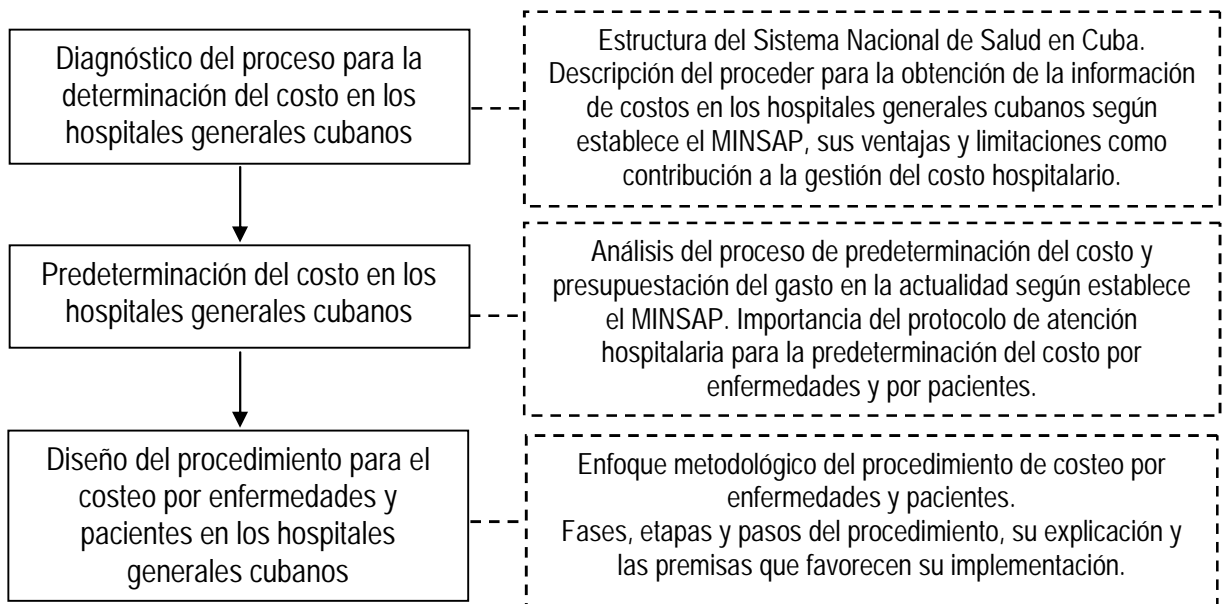 Diagnóstico del proceso para la
determinación del costo en los
hospitales generales cubanos
Estructura del Sistema Nacional de Salud en Cuba.
Descripción del proceder para la obtención de la información
de costos en los hospitales generales cubanos según
establece el MINSAP, sus ventajas y limitaciones como
contribución a la gestión del costo hospitalario.
Predeterminación del costo en los
hospitales generales cubanos
Análisis del proceso de predeterminación del costo y
presupuestación del gasto en la actualidad según establece
el MINSAP. Importancia del protocolo de atención
hospitalaria para la predeterminación del costo por
enfermedades y por pacientes.
Diseño del procedimiento para el
costeo por enfermedades y
pacientes en los hospitales
generales cubanos
Enfoque metodológico del procedimiento de costeo por
enfermedades y pacientes.
Fases, etapas y pasos del procedimiento, su explicación y
las premisas que favorecen su implementación.